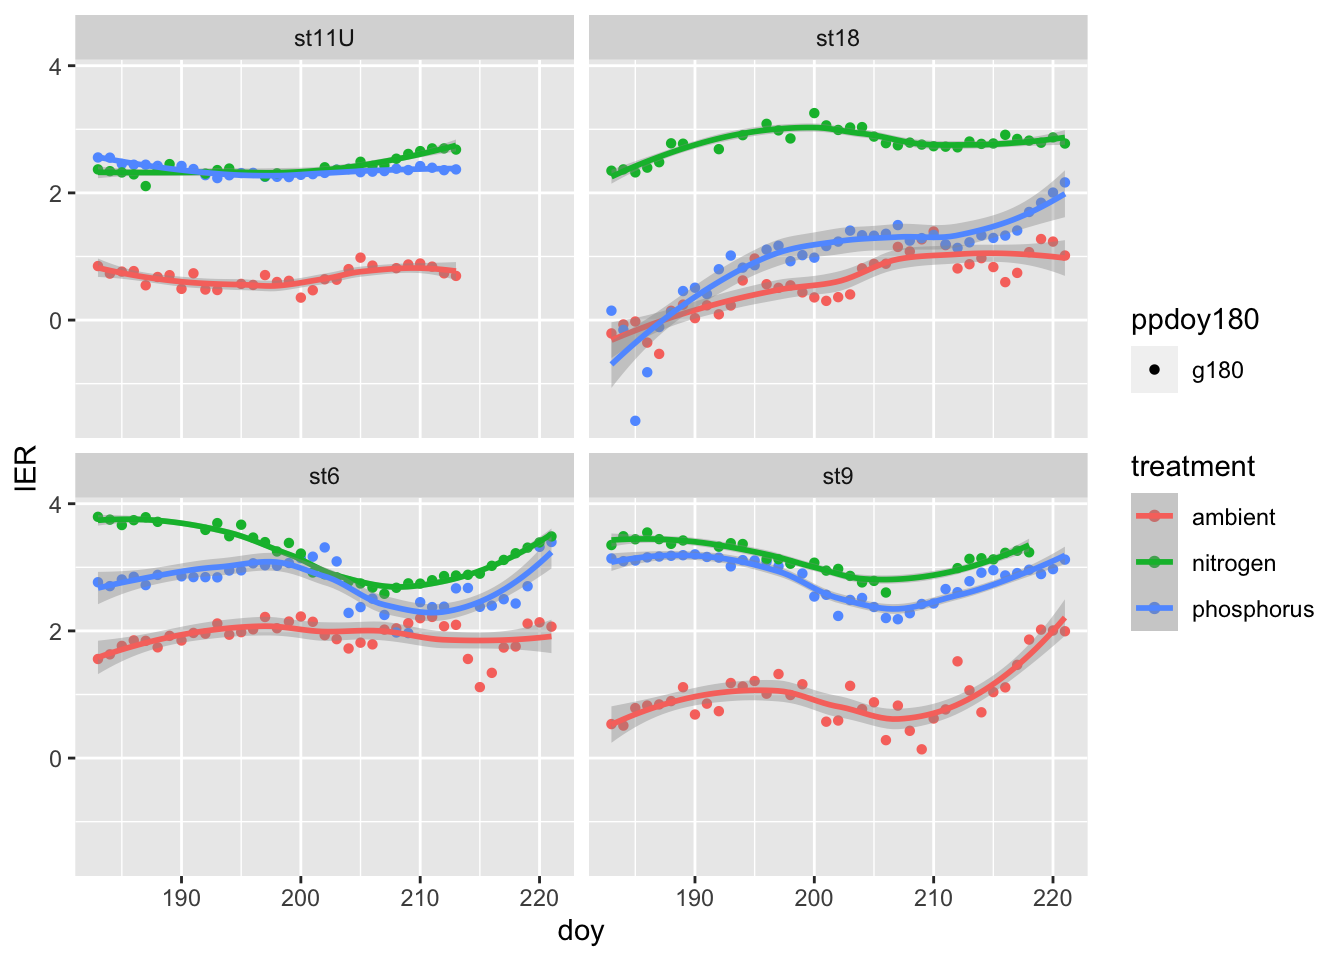 st11U
st18
4
2
0
IER
st6
st9
4
2
0
190
200
210
220
190
200
210
220
doy
ppdoy180
g180
treatment
ambient
nitrogen
phosphorus